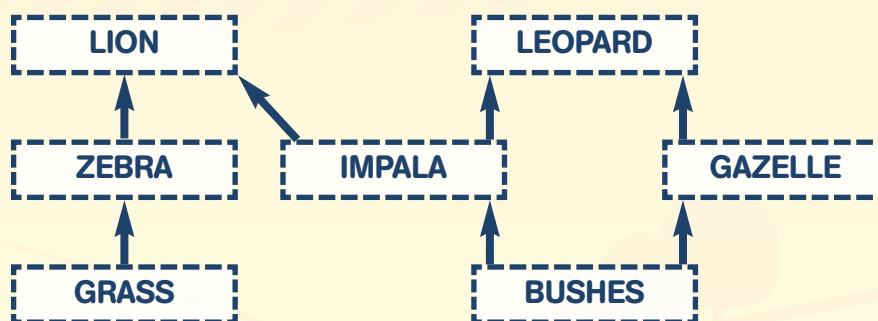 LION LEOPARD
ZEBRA IMPALA GAZELLE
GRASS BUSHES